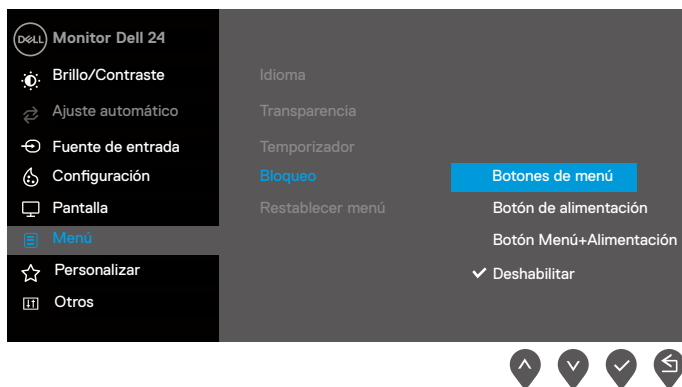 DELL Monitor Dell 24
Brillo/Contraste
Idioma
Ajuste automático
Transparencia
Fuente de entrada
Temporizador
Configuración
Bloqueo
Botones de menú
Pantalla
Restablecer menú
Botón de alimentación
Menú
Botón Menú+Alimentación
Personalizar
Deshabilitar
Otros